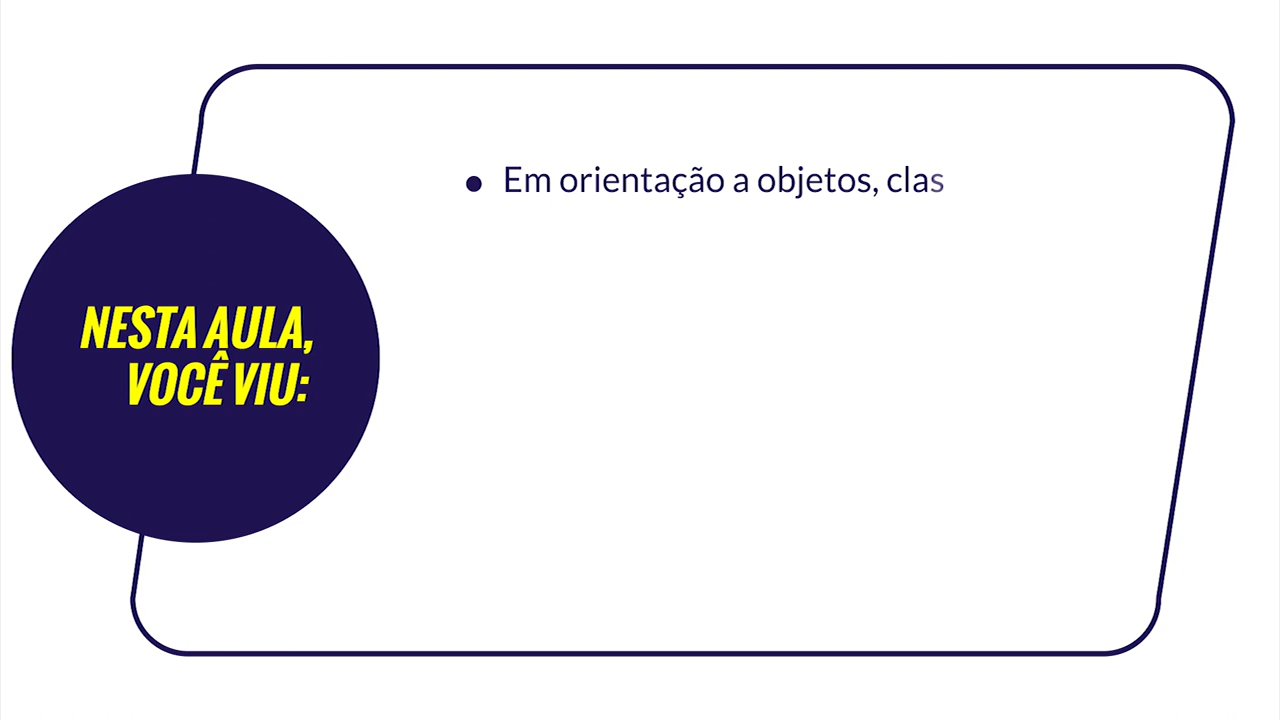 NESTA AULA,
VOCÊ VIU:
• Em orientação a objetos, clas